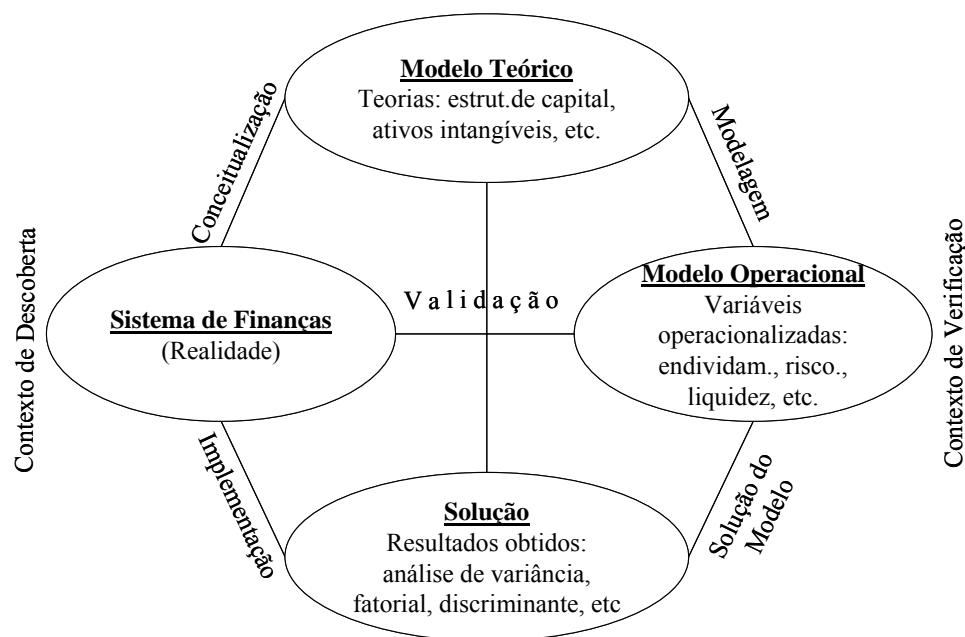 Modelo Teórico
Teorias: estrut.de capital,
ativos intangíveis, etc.
Conceitualização
Modelagem
Contexto de Descoberta
Sistema de Finanças
(Realidade)
Validação
Modelo Operacional
Variáveis
operacionalizadas:
endividam., risco.,
liquidez, etc.
Contexto de Verificação
Implementação
Solução
Resultados obtidos:
análise de variância,
fatorial, discriminante, etc
Solução do
Modelo